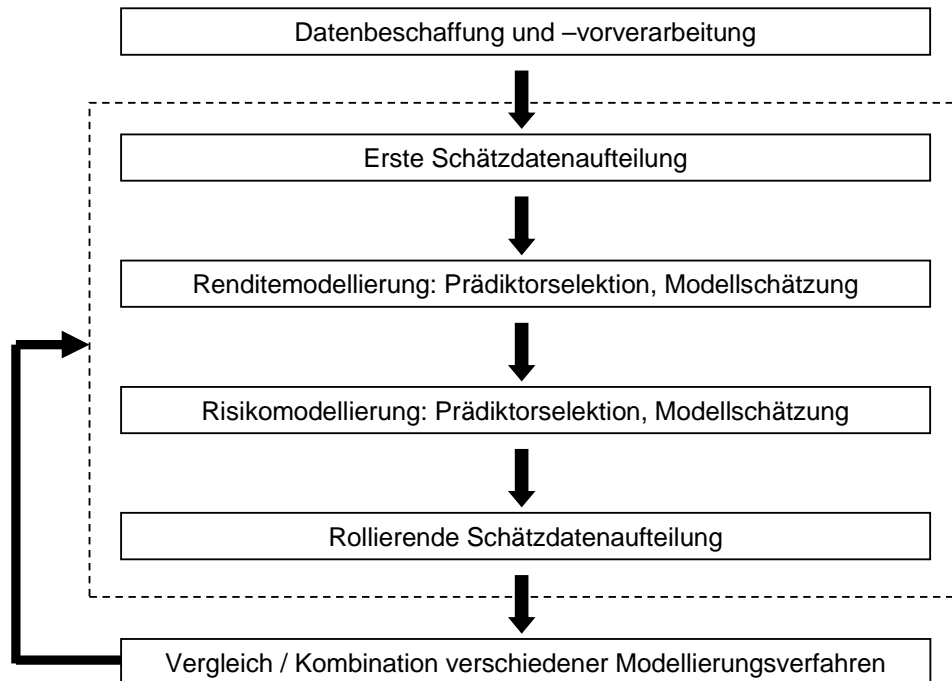 Datenbeschaffung und –vorverarbeitung
Erste Schätzdatenaufteilung
Renditemodellierung: Prädiktorselektion, Modellschätzung
Risikomodellierung: Prädiktorselektion, Modellschätzung
Rollierende Schätzdatenaufteilung
Vergleich / Kombination verschiedener Modellierungsverfahren